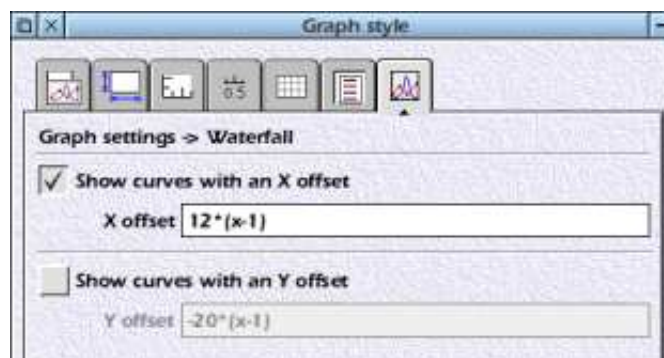 Graph style
0.5
Graph settings -> Waterfall
Show curves with an X offset
X offset 12*(x-1)
Show curves with an Y offset
Y offset -20*(x-1)